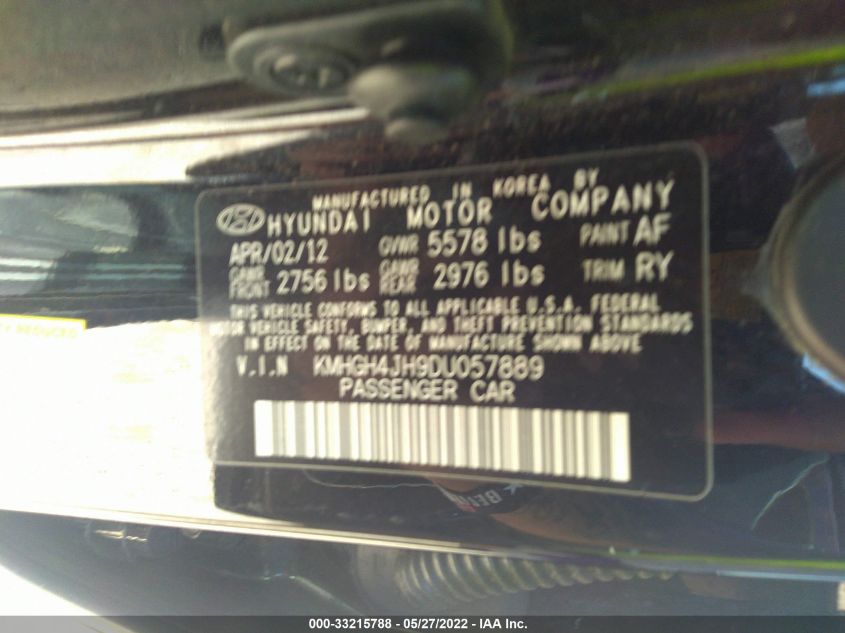 MANUFACTURED IN KOREA BY
HYUNDAI MOTOR COMPANY
APR/02/12 GVWR 5578 lbs PAINT AF
GAWR FRONT 2756 lbs GAWR REAR 2976 lbs TRIM RY
THIS VEHICLE CONFORMS TO ALL APPLICABLE U.S.A. FEDERAL
MOTOR VEHICLE SAFETY, BUMPER, AND THEFT PREVENTION STANDARDS
IN EFFECT ON THE DATE OF MANUFACTURE SHOWN ABOVE.
V.I.N KMHGH4JH9DU057889
PASSENGER CAR
REDUCED
000-33215788 - 05/27/2022 - IAA Inc.